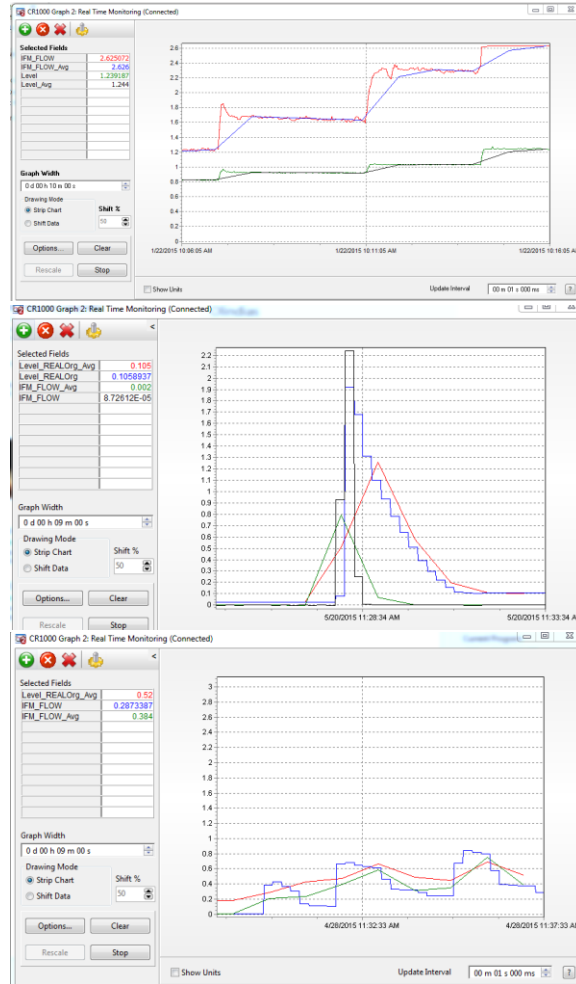 CR1000 Graph 2: Real Time Monitoring (Connected)
Selected Fields
IFM_FLOW 2.625072
IFM_FLOW_Avg 2.626
Level 1.239187
Level_Avg 1.244
Graph Width
0 d 00 h 10 m 00 s
Drawing Mode
Strip Chart
Shift Data
Shift %
50
Options... Clear
Rescale Stop
2.6
2.4
2.2
2
1.8
1.6
1.4
1.2
1
0.8
0.6
0.4
0.2
0
1/22/2015 10:06:05 AM 1/22/2015 10:11:05 AM 1/22/2015 10:16:05 AM
Show Units Update Interval 00 m 01 s 000 ms ?
CR1000 Graph 2: Real Time Monitoring (Connected)
<
Selected Fields
Level_REALOrg_Avg 0.105
Level_REALOrg 0.1058937
IFM_FLOW_Avg 0.002
IFM_FLOW 8.72612E-05
Graph Width
0 d 00 h 09 m 00 s
Drawing Mode
Strip Chart
Shift Data
Shift %
50
Options... Clear
Rescale Stop
2.2
2.1
2
1.9
1.8
1.7
1.6
1.5
1.4
1.3
1.2
1.1
1
0.9
0.8
0.7
0.6
0.5
0.4
0.3
0.2
0.1
0
5/20/2015 11:28:34 AM 5/20/2015 11:33:34 AM
CR1000 Graph 2: Real Time Monitoring (Connected)
<
Selected Fields
Level_REALOrg_Avg 0.52
IFM_FLOW 0.2873387
IFM_FLOW_Avg 0.384
Graph Width
0 d 00 h 09 m 00 s
Drawing Mode
Strip Chart
Shift Data
Shift %
50
Options... Clear
Rescale Stop
3
2.8
2.6
2.4
2.2
2
1.8
1.6
1.4
1.2
1
0.8
0.6
0.4
0.2
0
4/28/2015 11:32:33 AM 4/28/2015 11:37:33 AM
Show Units Update Interval 00 m 01 s 000 ms ?